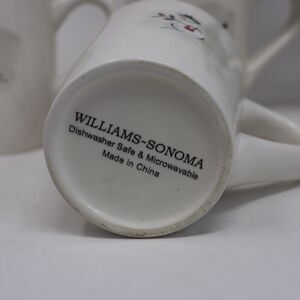 WILLIAMS-SONOMA
Dishwasher Safe & Microwavable
Made in China